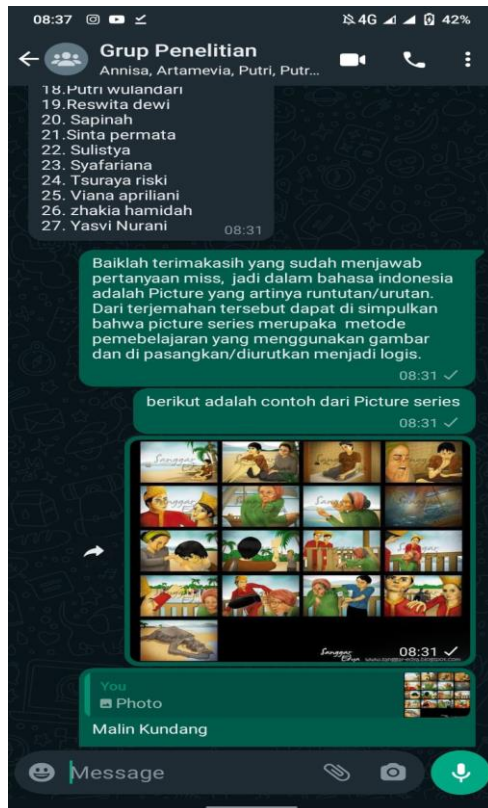 08:37 4G 42%
Grup Penelitian
Annisa, Artamevia, Putri, Putr...
18.Putri wulandari
19.Reswita dewi
20. Sapinah
21.Sinta permata
22. Sulistya
23. Syafariana
24. Tsuraya riski
25. Viana apriliani
26. zhakia hamidah
27. Yasvi Nurani
08:31
Baiklah terimakasih yang sudah menjawab
pertanyaan miss, jadi dalam bahasa indonesia
adalah Picture yang artinya runtutan/urutan.
Dari terjemahan tersebut dapat di simpulkan
bahwa picture series merupaka metode
pemebelajaran yang menggunakan gambar
dan di pasangkan/diurutkan menjadi logis.
08:31
berikut adalah contoh dari Picture series
08:31
Sanggar
08:31
You
Photo
Malin Kundang
Message